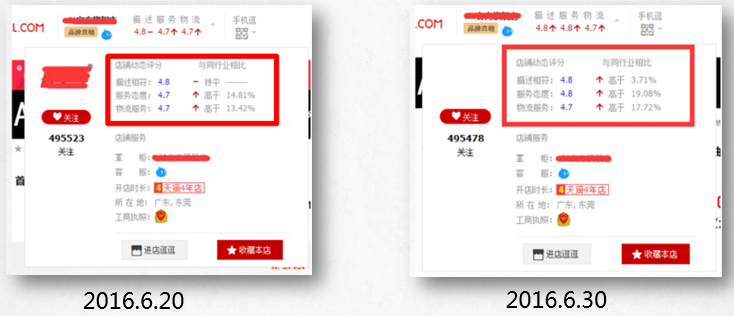 描 述 服 务 物 流
手机逛
L.COM
品牌直销
4.8 - 4.7 ↑ 4.7 ↑
店铺动态评分 与同行业相比
描述相符: 4.8 - 持平 ——
服务态度: 4.7 ↑ 高于 14.81%
物流服务: 4.7 ↑ 高于 13.42%
关注
495523
关注
店铺服务
掌 柜:
客 服:
开店时长: 4天猫4年店
所 在 地: 广东, 东莞
工商执照:
进店逛逛
收藏本店
2016.6.20
描 述 服 务 物 流
手机逛
L.COM
品牌直销
4.8 ↑ 4.8 ↑ 4.7 ↑
店铺动态评分 与同行业相比
描述相符: 4.8 ↑ 高于 3.71%
服务态度: 4.8 ↑ 高于 19.08%
物流服务: 4.7 ↑ 高于 17.72%
关注
495478
关注
店铺服务
掌 柜:
客 服:
开店时长: 4天猫4年店
所 在 地: 广东, 东莞
工商执照:
进店逛逛
收藏本店
2016.6.30